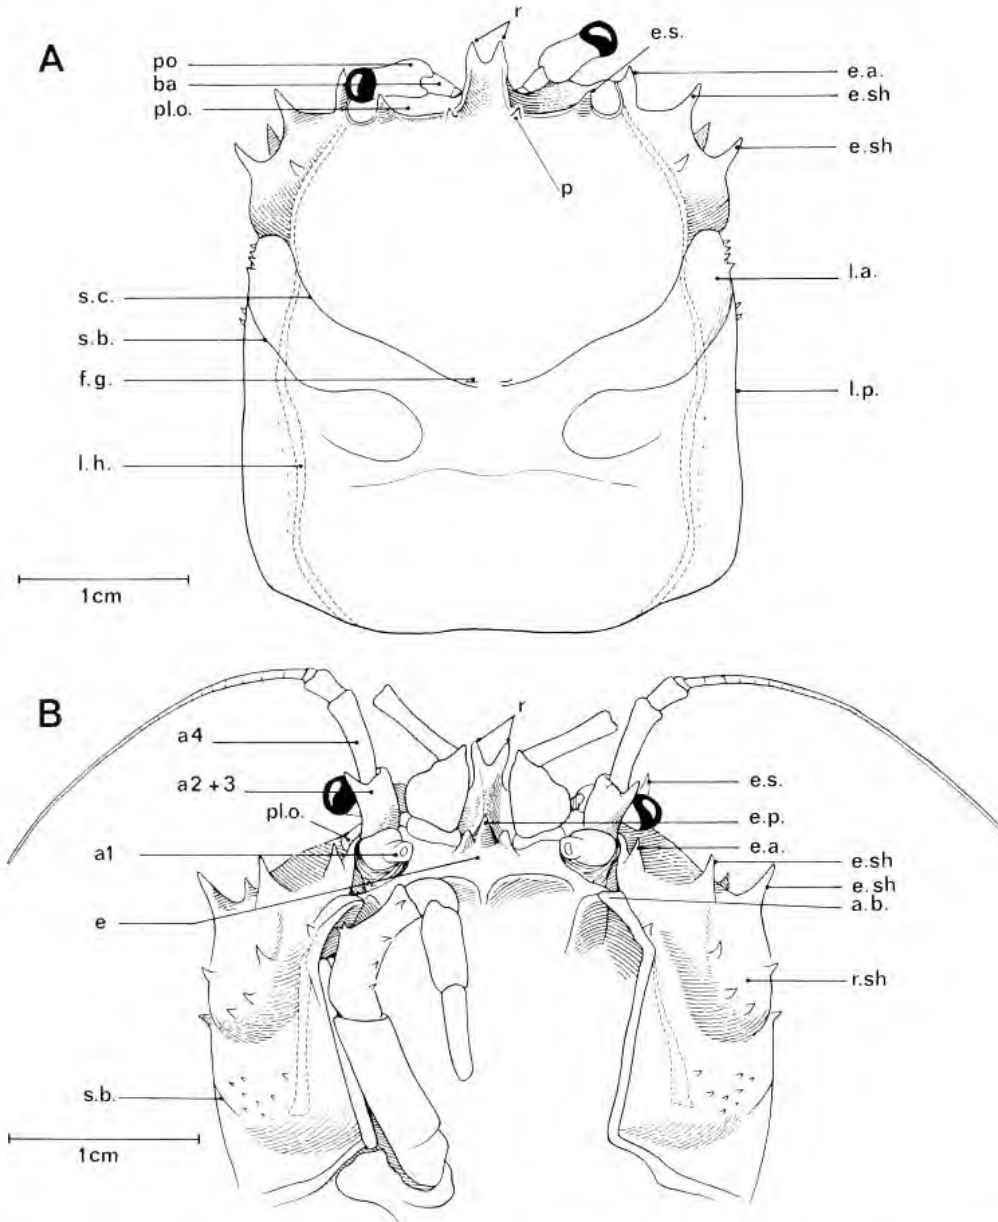 A
r
e.s.
po
ba
pl.o.
e.a.
e.sh
e.sh
p
s.c.
l.a.
s.b.
f.g.
l.p.
l.h.
1cm
B
r
a4
a2 + 3
e.s.
pl.o.
e.p.
a1
e.a.
e.sh
e.sh
e
a.b.
r.sh
s.b.
1cm